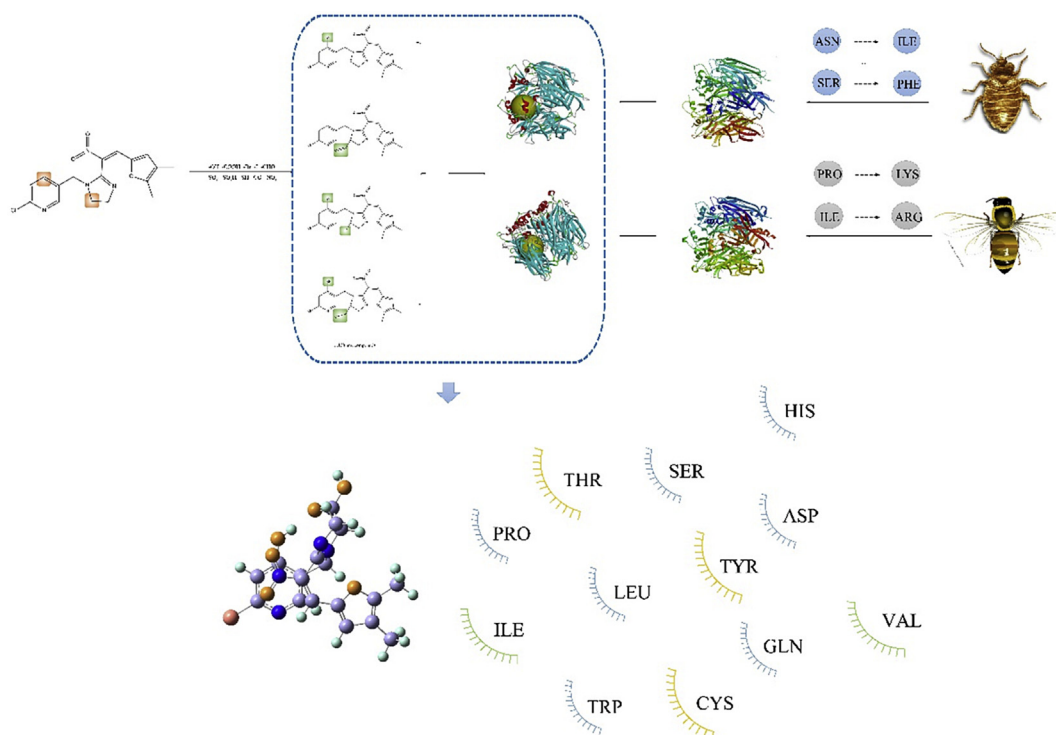 ASN ILE
SER PHE
PRO LYS
ILE ARG
HIS
THR
SER
PRO
ASP
TYR
LEU
ILE
VAL
GLN
TRP
CYS